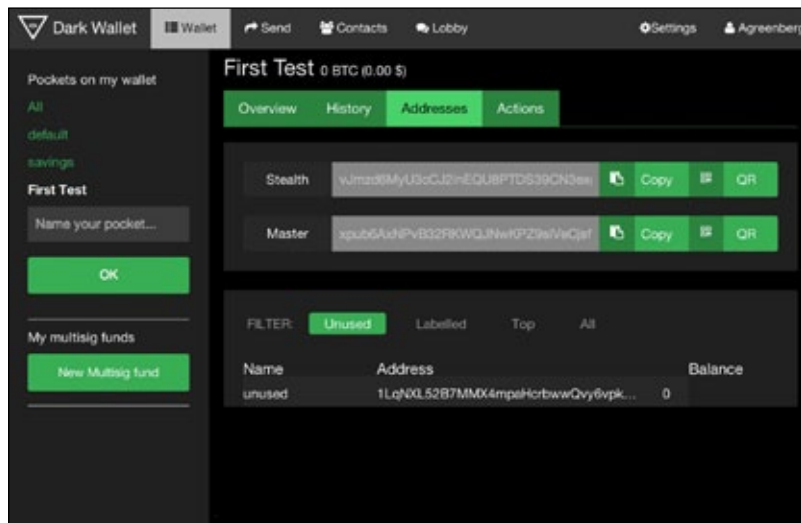 Dark Wallet
Wallet
Send
Contacts
Lobby
Settings
Agreenberg
Pockets on my wallet
All
default
savings
First Test
Name your pocket...
OK
My multisig funds
New Multisig fund
First Test 0 BTC (0.00 $)
Overview
History
Addresses
Actions
Stealth
Copy
QR
Master
Copy
QR
FILTER:
Unused
Labelled
Top
All
Name
Address
Balance
unused
1LqNXL52B7MMX4mpaHcrbwwQvy6vpk...
0